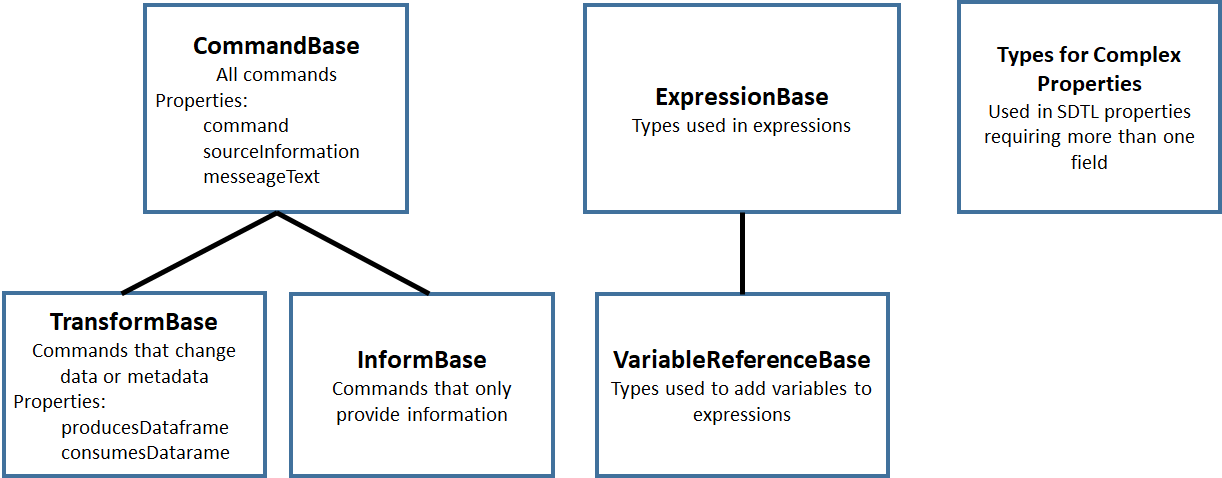 CommandBase
All commands
Properties:
command
sourceInformation
messeageText
ExpressionBase
Types used in expressions
Types for Complex
Properties
Used in SDTL properties
requiring more than one
field
TransformBase
Commands that change
data or metadata
Properties:
producesDataframe
consumesDatarame
InformBase
Commands that only
provide information
VariableReferenceBase
Types used to add variables to
expressions